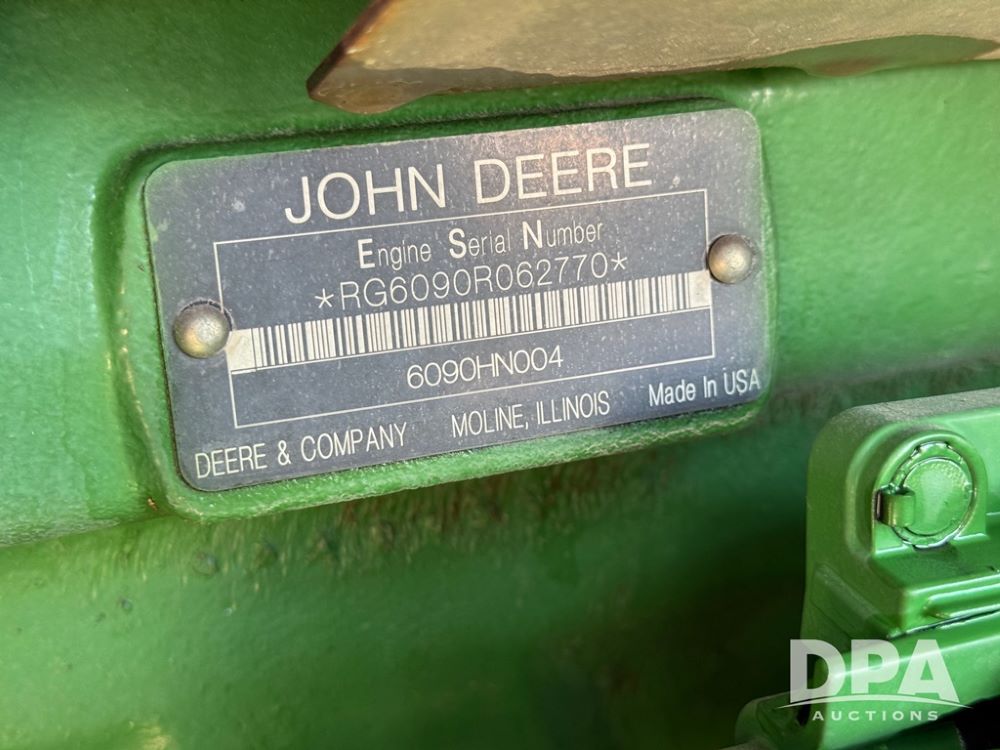 JOHN DEERE
Engine Serial Number
*RG6090R062770*
6090HN004
DEERE & COMPANY MOLINE, ILLINOIS Made In USA
DPA
AUCTIONS